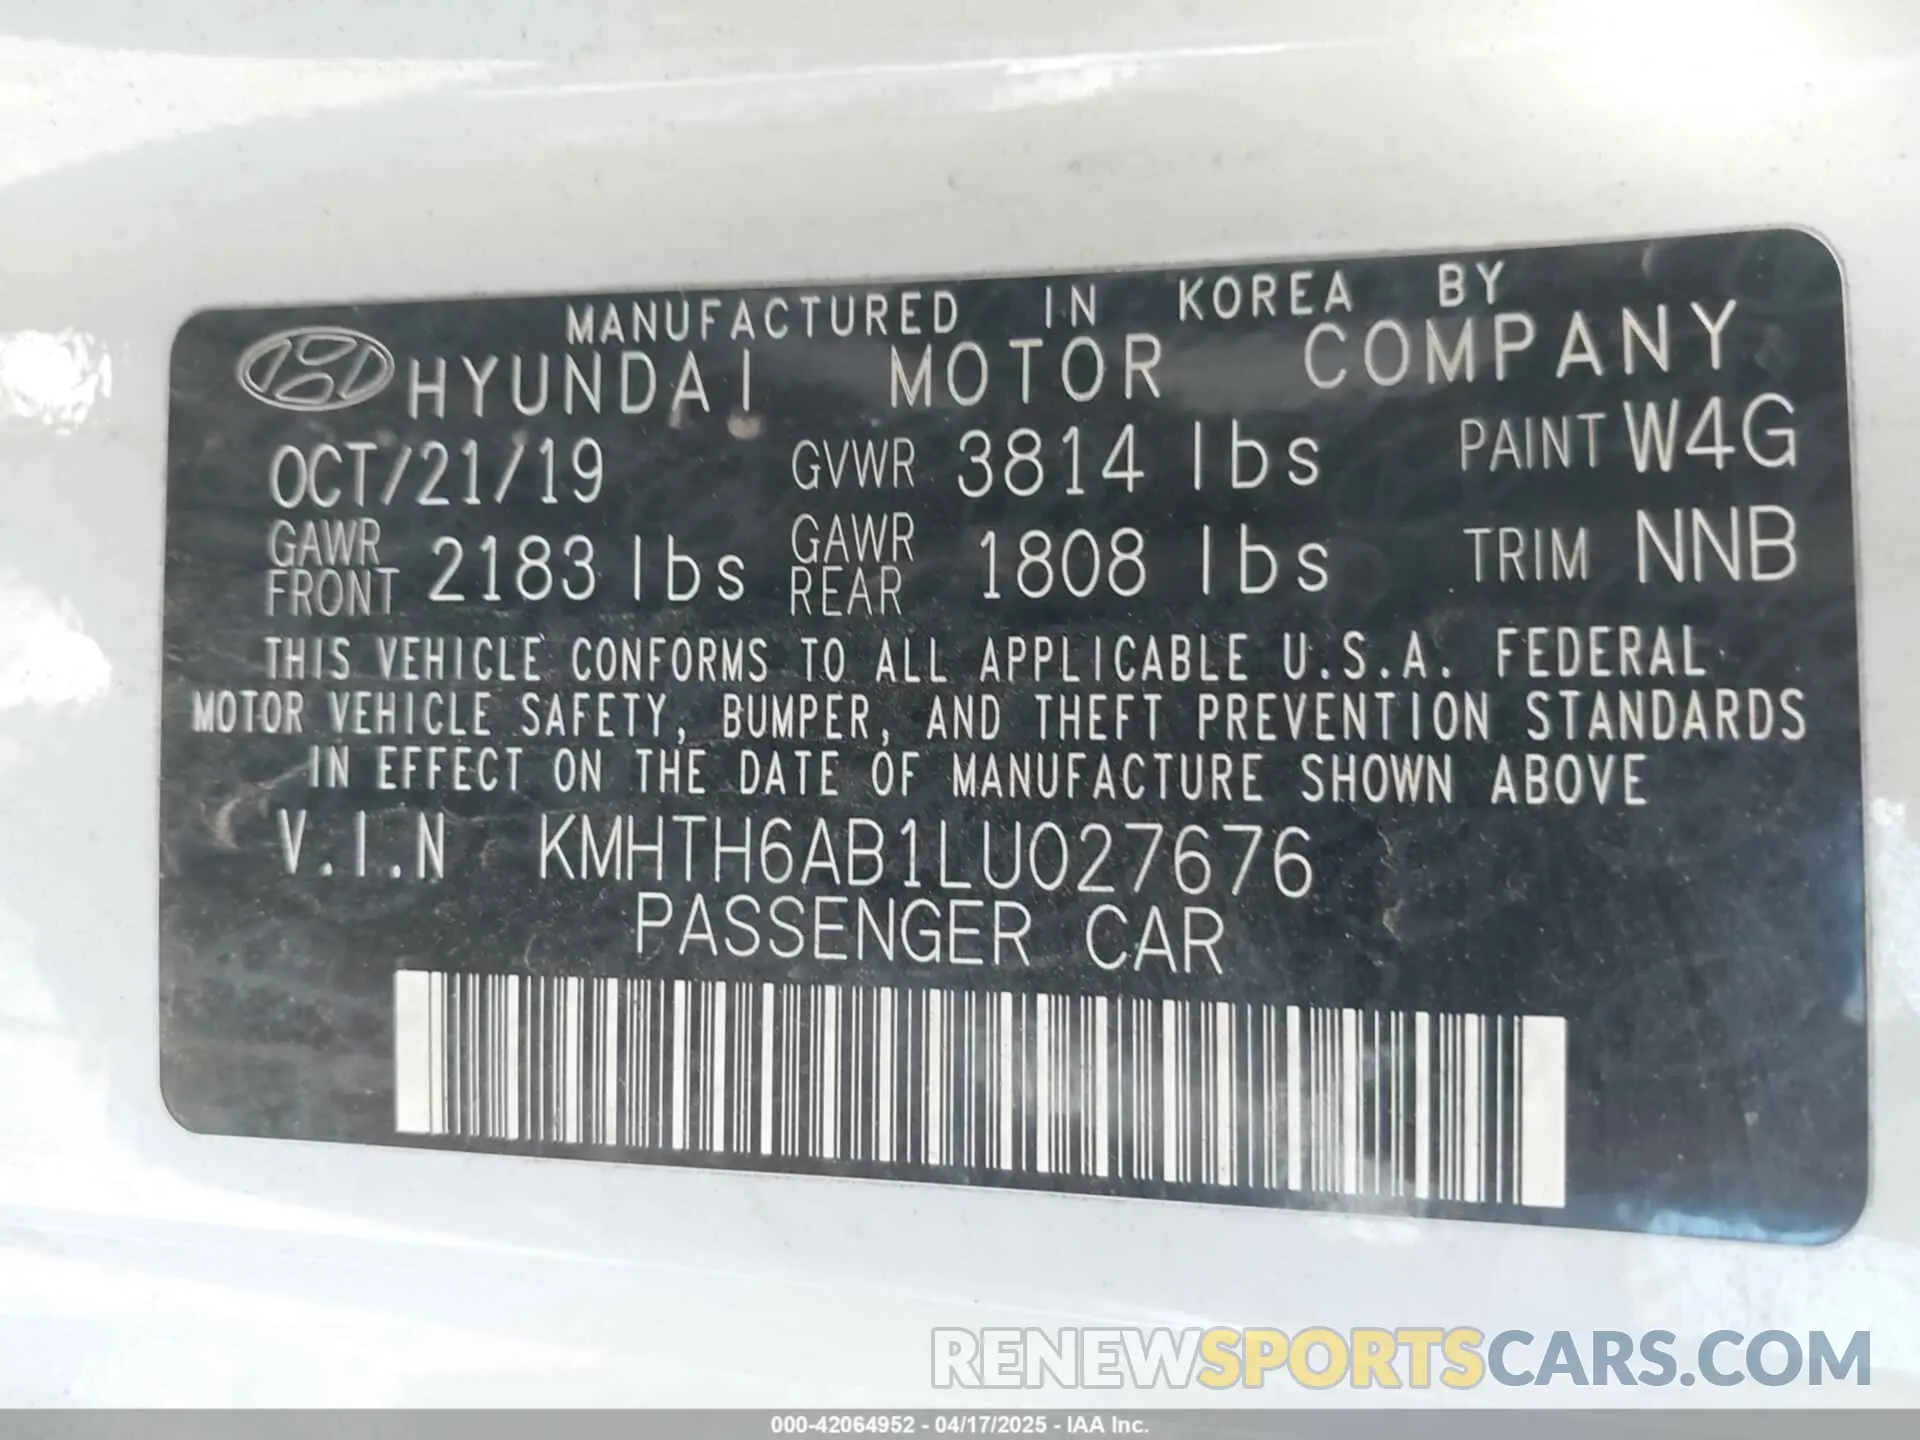 MANUFACTURED IN KOREA BY
HYUNDAI MOTOR COMPANY
OCT/21/19 GVWR 3814 lbs PAINT W4G
GAWR FRONT 2183 lbs GAWR REAR 1808 lbs TRIM NNB
THIS VEHICLE CONFORMS TO ALL APPLICABLE U.S.A. FEDERAL
MOTOR VEHICLE SAFETY, BUMPER, AND THEFT PREVENTION STANDARDS
IN EFFECT ON THE DATE OF MANUFACTURE SHOWN ABOVE
V.I.N KMHTH6AB1LU027676
PASSENGER CAR
RENEWSPORTSCARS.COM
000-42064952 - 04/17/2025 - IAA Inc.